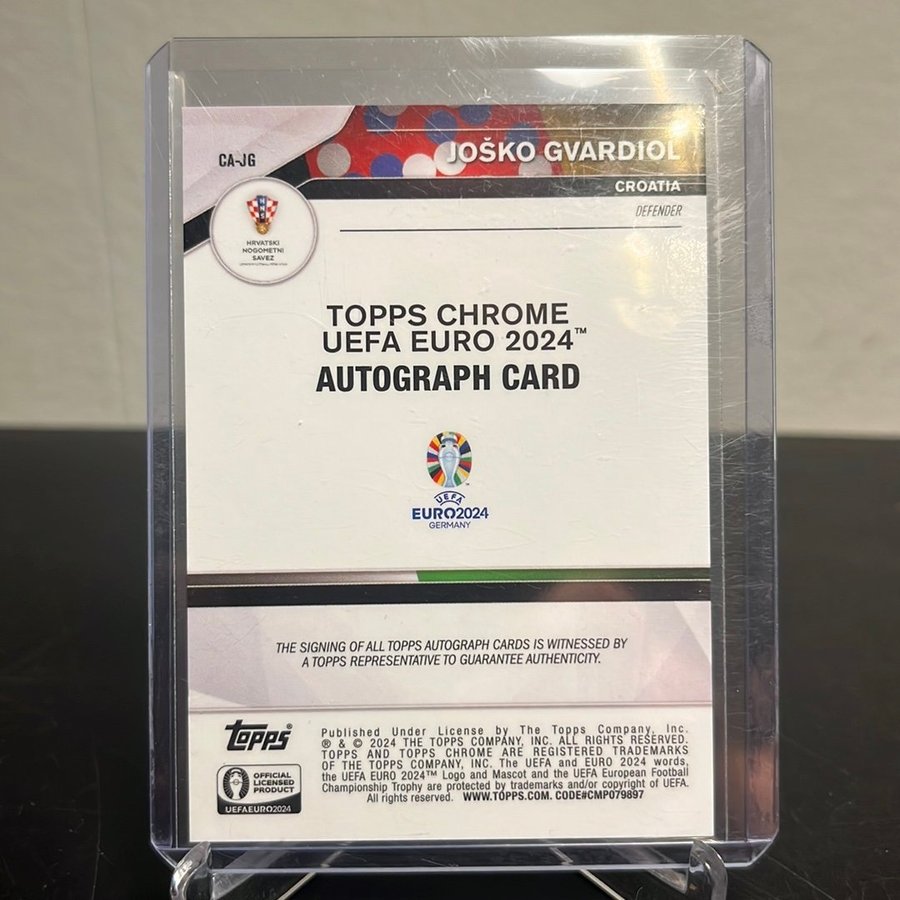 CA-JG
JOŠKO GVARDIOL
CROATIA
DEFENDER
HRVATSKI
NOGOMETNI
SAVEZ
TOPPS CHROME
UEFA EURO 2024™
AUTOGRAPH CARD
UEFA
EURO2024
GERMANY
THE SIGNING OF ALL TOPPS AUTOGRAPH CARDS IS WITNESSED BY
A TOPPS REPRESENTATIVE TO GUARANTEE AUTHENTICITY.
topps®
OFFICIAL
LICENSED
PRODUCT
UEFAEURO2024
Published Under License by The Topps Company, Inc.
® & © 2024 THE TOPPS COMPANY, INC. ALL RIGHTS RESERVED.
TOPPS AND TOPPS CHROME ARE REGISTERED TRADEMARKS
OF THE TOPPS COMPANY, INC. The UEFA and EURO 2024 words,
the UEFA EURO 2024™ Logo and Mascot and the UEFA European Football
Championship Trophy are protected by trademarks and/or copyright of UEFA.
All rights reserved. WWW.TOPPS.COM. CODE#CMP079897